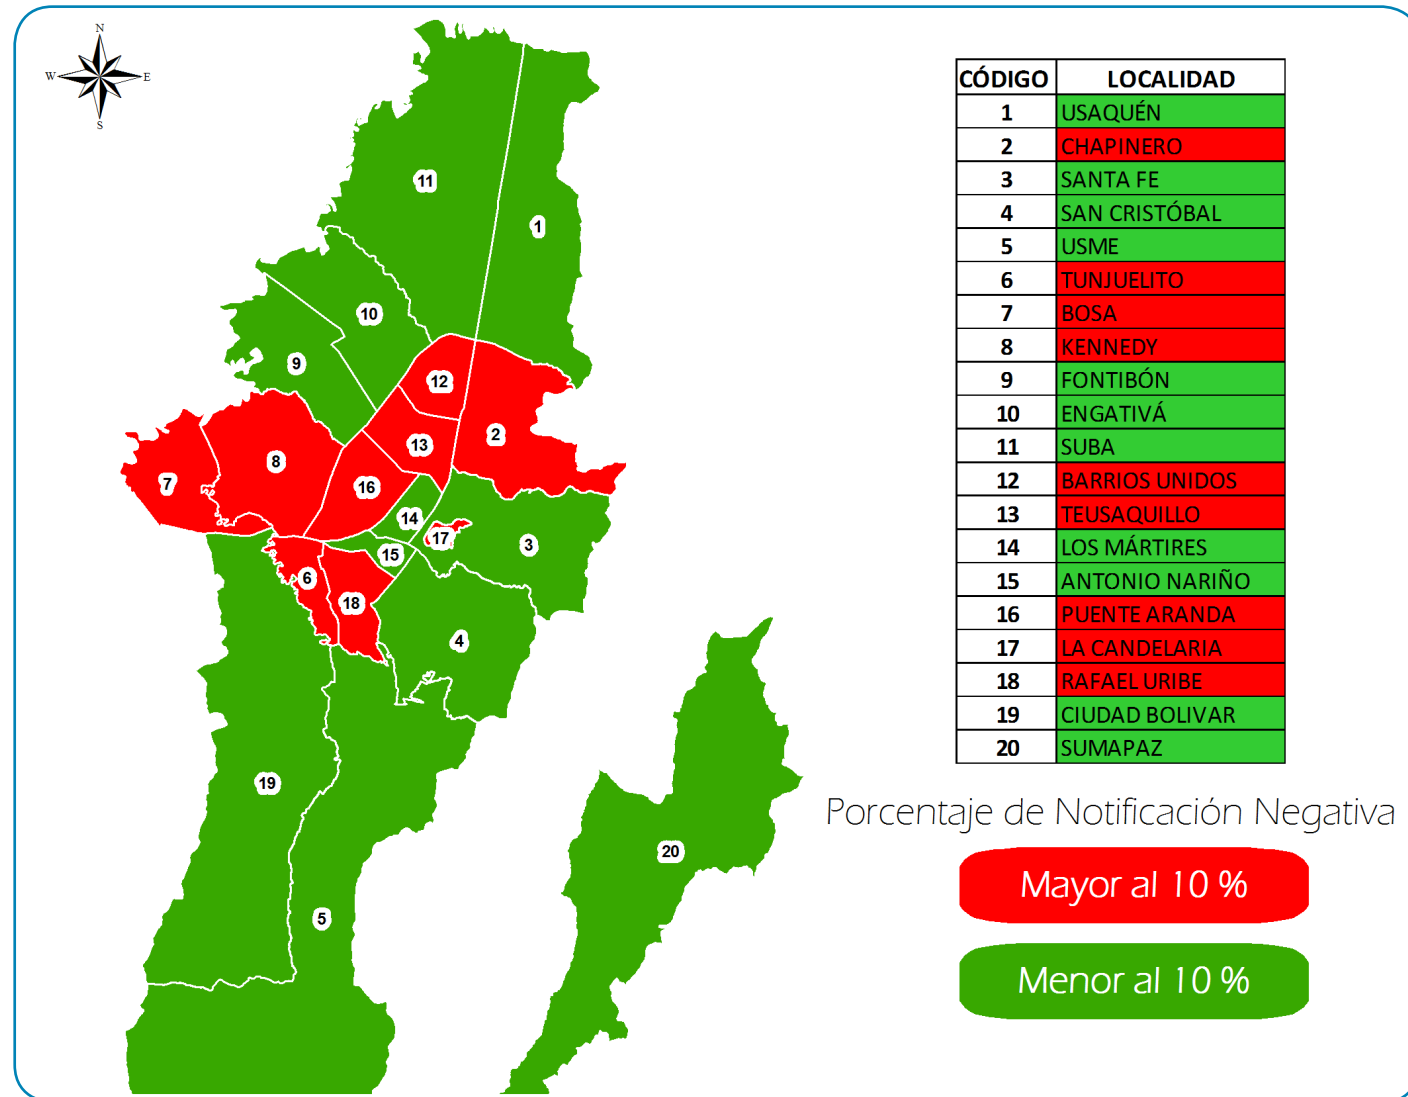 N
W E
S
CÓDIGO LOCALIDAD
1 USAQUÉN
2 CHAPINERO
3 SANTA FE
4 SAN CRISTÓBAL
5 USME
6 TUNJUELITO
7 BOSA
8 KENNEDY
9 FONTIBÓN
10 ENGATIVÁ
11 SUBA
12 BARRIOS UNIDOS
13 TEUSAQUILLO
14 LOS MÁRTIRES
15 ANTONIO NARIÑO
16 PUENTE ARANDA
17 LA CANDELARIA
18 RAFAEL URIBE
19 CIUDAD BOLIVAR
20 SUMAPAZ
11
1
10
9
12
13
2
8
7
16
14
17
3
15
6
18
4
19
20
5
Porcentaje de Notificación Negativa
Mayor al 10 %
Menor al 10 %